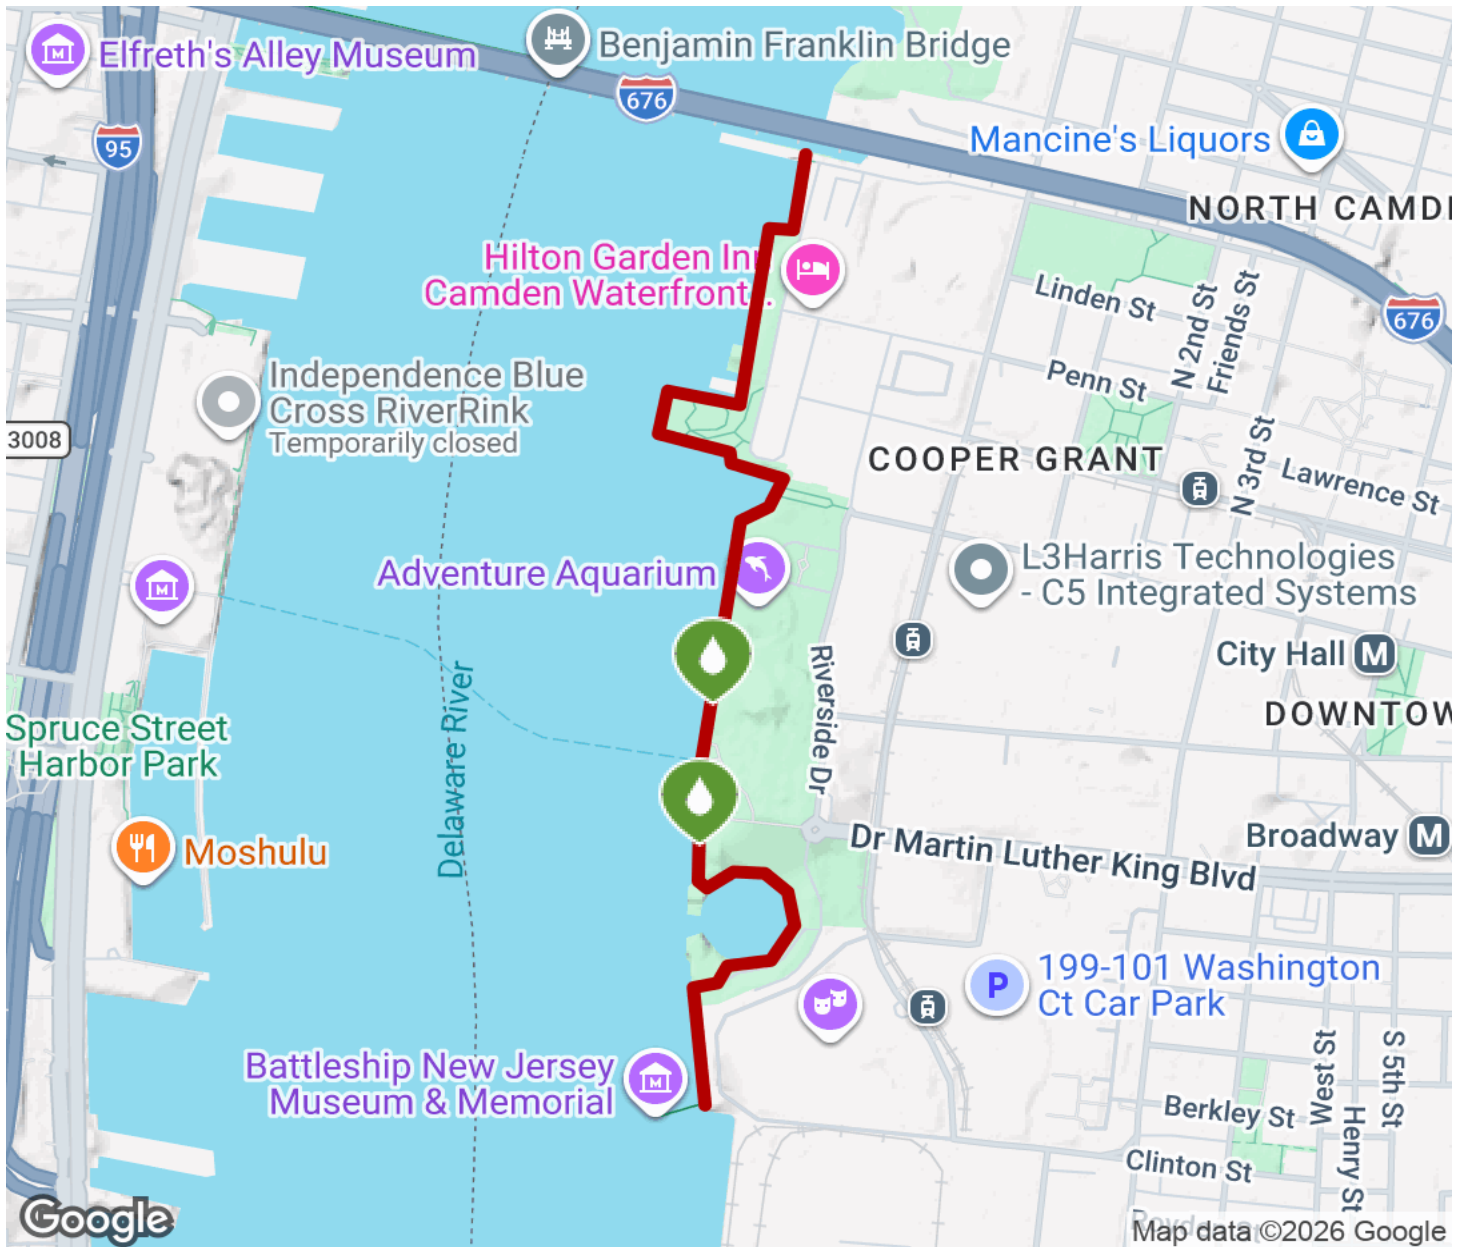 Elfreth's Alley Museum
Benjamin Franklin Bridge
676
95
Mancine's Liquors
NORTH CAMD
Hilton Garden Inn
Camden Waterfront...
Linden St
N 2nd St
Friends St
676
Independence Blue
Cross RiverRink
Temporarily closed
Penn St
3008
COOPER GRANT
N 3rd St
Lawrence St
Adventure Aquarium
L3Harris Technologies
- C5 Integrated Systems
City Hall
M
Riverside Dr
Delaware River
DOWNTOW
Spruce Street
Harbor Park
Moshulu
Dr Martin Luther King Blvd
Broadway
M
P
199-101 Washington
Ct Car Park
Battleship New Jersey
Museum & Memorial
West St
S 5th St
Berkley St
Henry St
Clinton St
Google
Map data ©2026 Google